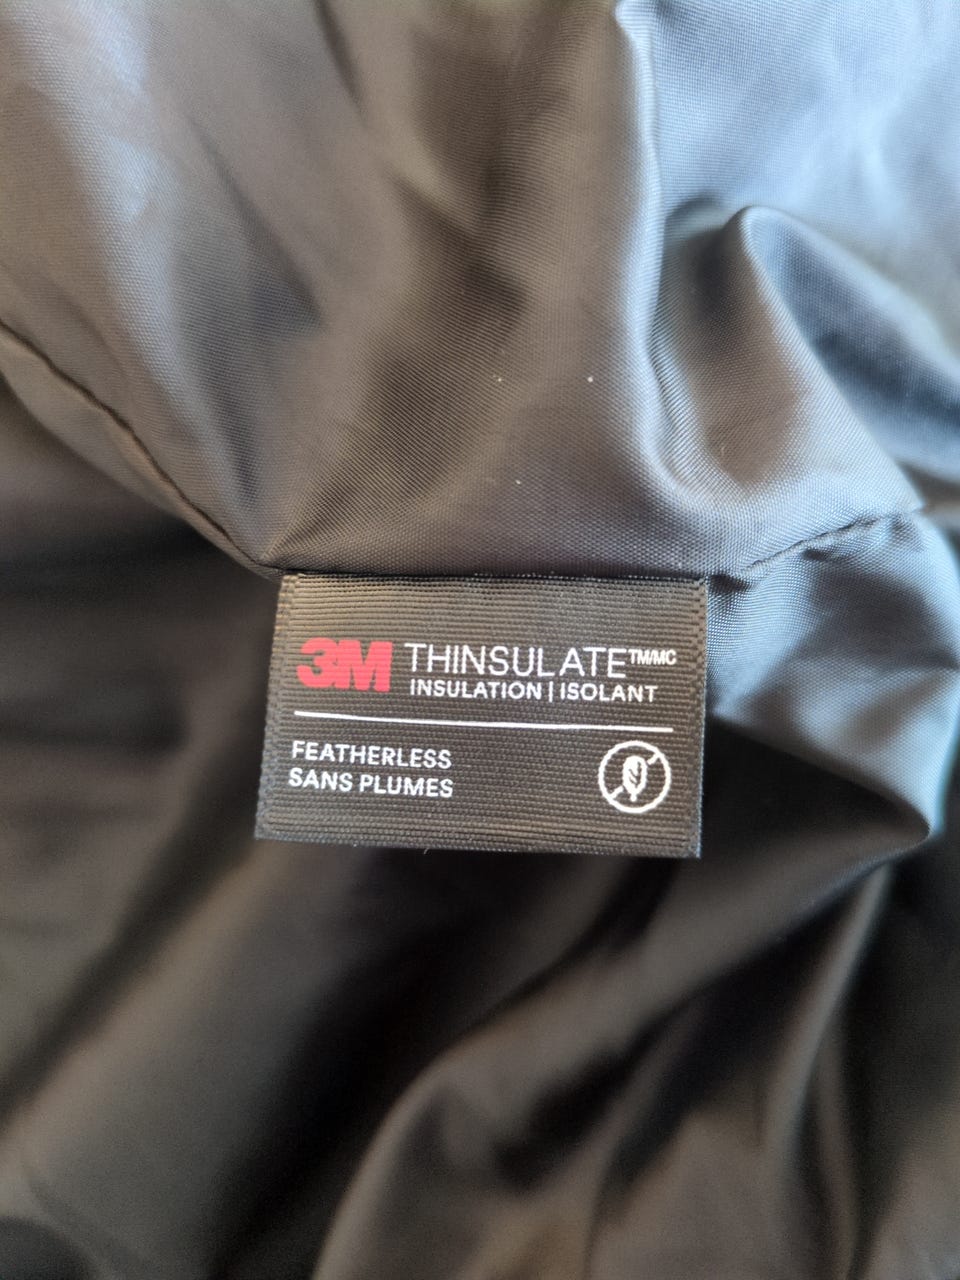 3M THINSULATE™/MC
INSULATION | ISOLANT
FEATHERLESS
SANS PLUMES